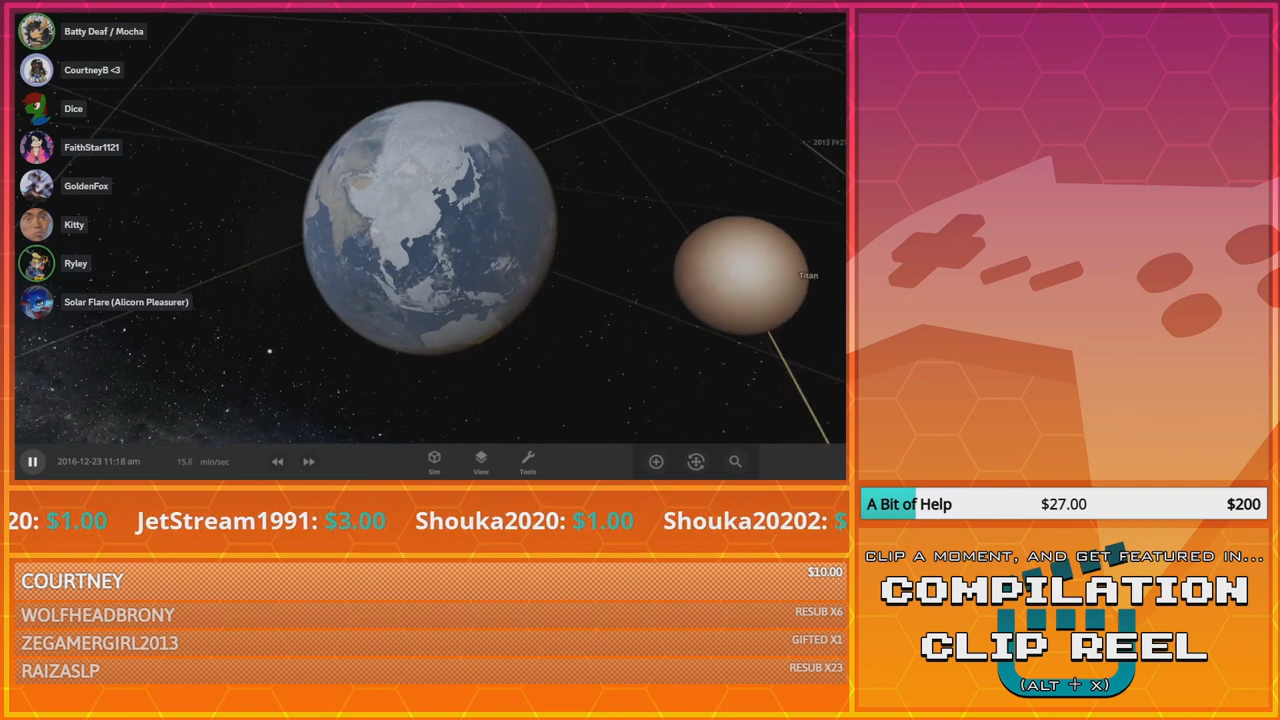 Batty Deaf / Mocha
CourtneyB <3
Dice
FaithStar1121
GoldenFox
Kitty
Ryley
Solar Flare (Alicorn Pleasurer)
Titan
2016-12-23 11:18 am
min/sec
Sim
View
Tools
20: $1.00 JetStream1991: $3.00 Shouka2020: $1.00 Shouka20202: $
COURTNEY $10.00
WOLFHEADBRONY RESUB X6
ZEGAMERGIRL2013 GIFTED X1
RAIZASLP RESUB X23
A Bit of Help $27.00 $200
CLIP A MOMENT, AND GET FEATURED IN...
COMPILATION
CLIP REEL
(ALT + X)